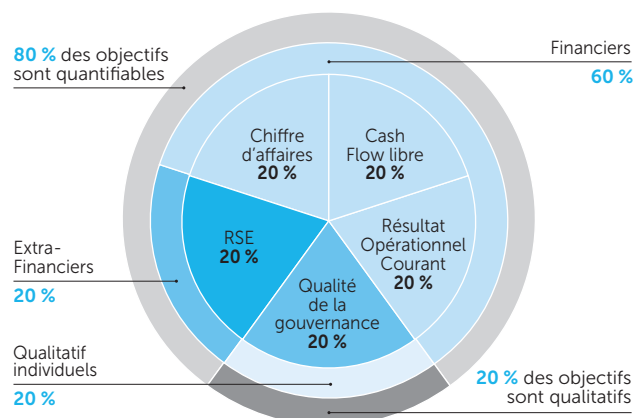 80 % des objectifs
sont quantifiables
Financiers
60 %
Chiffre
d'affaires
20 %
Cash
Flow libre
20 %
RSE
20 %
Résultat
Opérationnel
Courant
20 %
Qualité
de la
gouvernance
20 %
Extra-
Financiers
20 %
Qualitatif
individuels
20 %
20 % des objectifs
sont qualitatifs